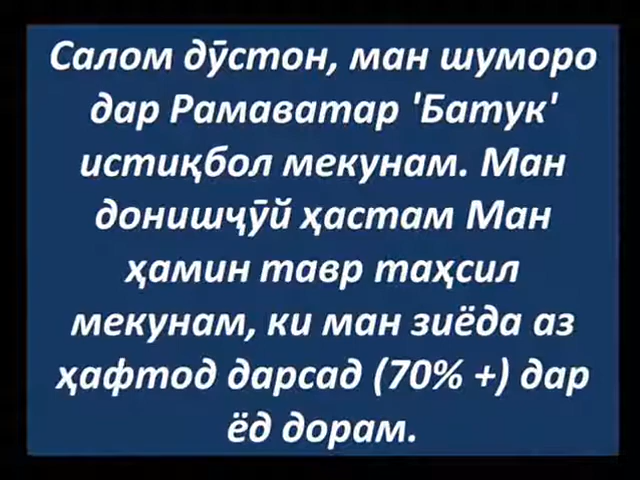 Салом дӯстон, ман шуморо
дар Рамаватар 'Батук'
истиқбол мекунам. Ман
донишҷӯй ҳастам Ман
ҳамин тавр таҳсил
мекунам, ки ман зиёда аз
ҳафтод дарсад (70% +) дар
ёд дорам.